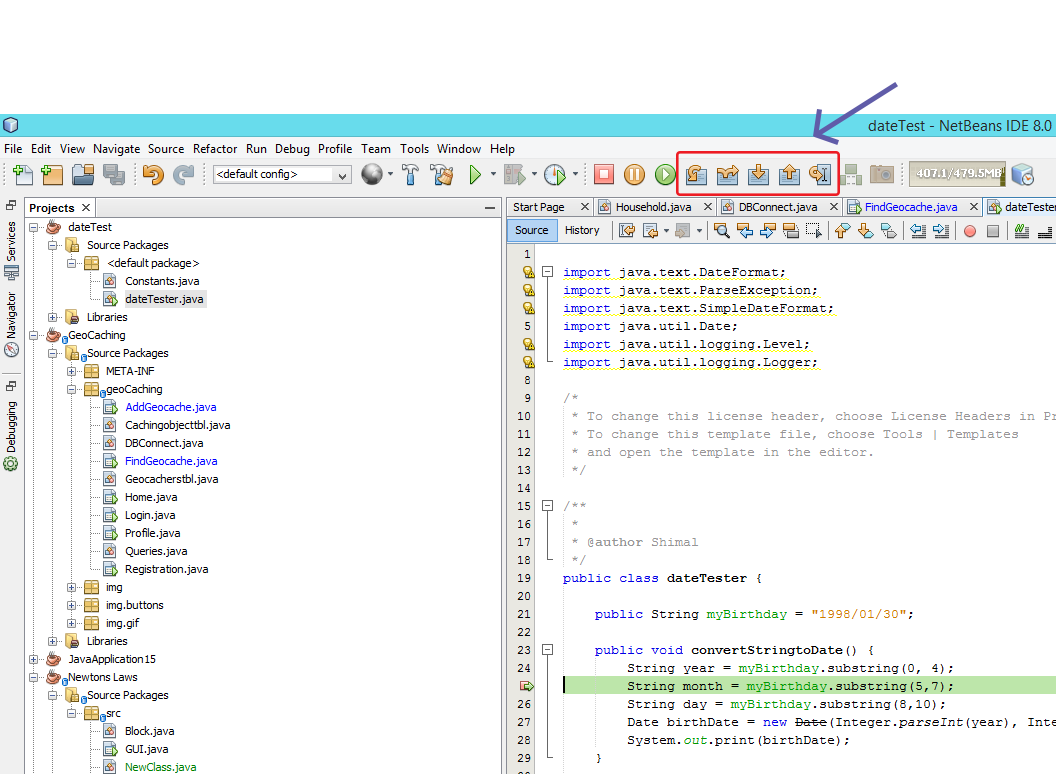 dateTest - NetBeans IDE 8.0
File Edit View Navigate Source Refactor Run Debug Profile Team Tools Window Help
<default config>
407.1/479.5MB
Services
Navigator
Debugging
Projects
dateTest
Source Packages
<default package>
Constants.java
dateTester.java
Libraries
GeoCaching
Source Packages
META-INF
geoCaching
AddGeocache.java
Cachingobjecttbl.java
DBConnect.java
FindGeocache.java
Geocacherstbl.java
Home.java
Login.java
Profile.java
Queries.java
Registration.java
img
img.buttons
img.gif
Libraries
JavaApplication15
Newtons Laws
Source Packages
src
Block.java
GUI.java
NewClass.java
Start Page Household.java DBConnect.java FindGeocache.java dateTester
Source History
1
import java.text.DateFormat;
import java.text.ParseException;
import java.text.SimpleDateFormat;
5 import java.util.Date;
import java.util.logging.Level;
import java.util.logging.Logger;
8
9 /*
10 * To change this license header, choose License Headers in Pr
11 * To change this template file, choose Tools | Templates
12 * and open the template in the editor.
13 */
14
15 /**
16 *
17 * @author Shimal
18 */
19 public class dateTester {
20
21 public String myBirthday = "1998/01/30";
22
23 public void convertStringtoDate() {
24 String year = myBirthday.substring(0, 4);
String month = myBirthday.substring(5,7);
26 String day = myBirthday.substring(8,10);
27 Date birthDate = new Date(Integer.parseInt(year), Inte
28 System.out.print(birthDate);
29 }